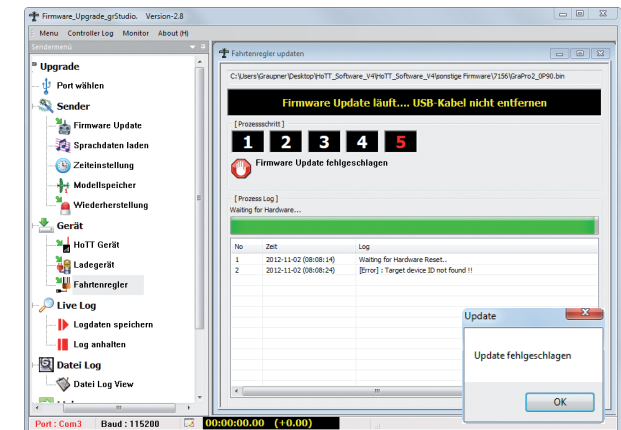 Firmware_Upgrade_grStudio. Version-2.8
Menu Controller Log Monitor About (H)
Sendermenü
Upgrade
Port wählen
Sender
Firmware Update
Sprachdaten laden
Zeiteinstellung
Modellspeicher
Wiederherstellung
Gerät
HoTT Gerät
Ladegerät
Fahrtenregler
Live Log
Logdaten speichern
Log anhalten
Datei Log
Datei Log View
Fahrtenregler updaten
C:\Users\Graupner\Desktop\HoTT_Software_V4\HoTT_Software_V4\sonstige Firmware\7156\GraPro2_0P90.bin
Firmware Update läuft.... USB-Kabel nicht entfernen
[ Prozessschritt ]
1 2 3 4 5
Firmware Update fehlgeschlagen
[ Prozess Log ]
Waiting for Hardware...
No Zeit Log
1 2012-11-02 (08:08:14) Waiting for Hardware Reset..
2 2012-11-02 (08:08:24) [Error] : Target device ID not found !!
Update
Update fehlgeschlagen
OK
Port : Com3 Baud : 115200 00:00:00.00 (+0.00)